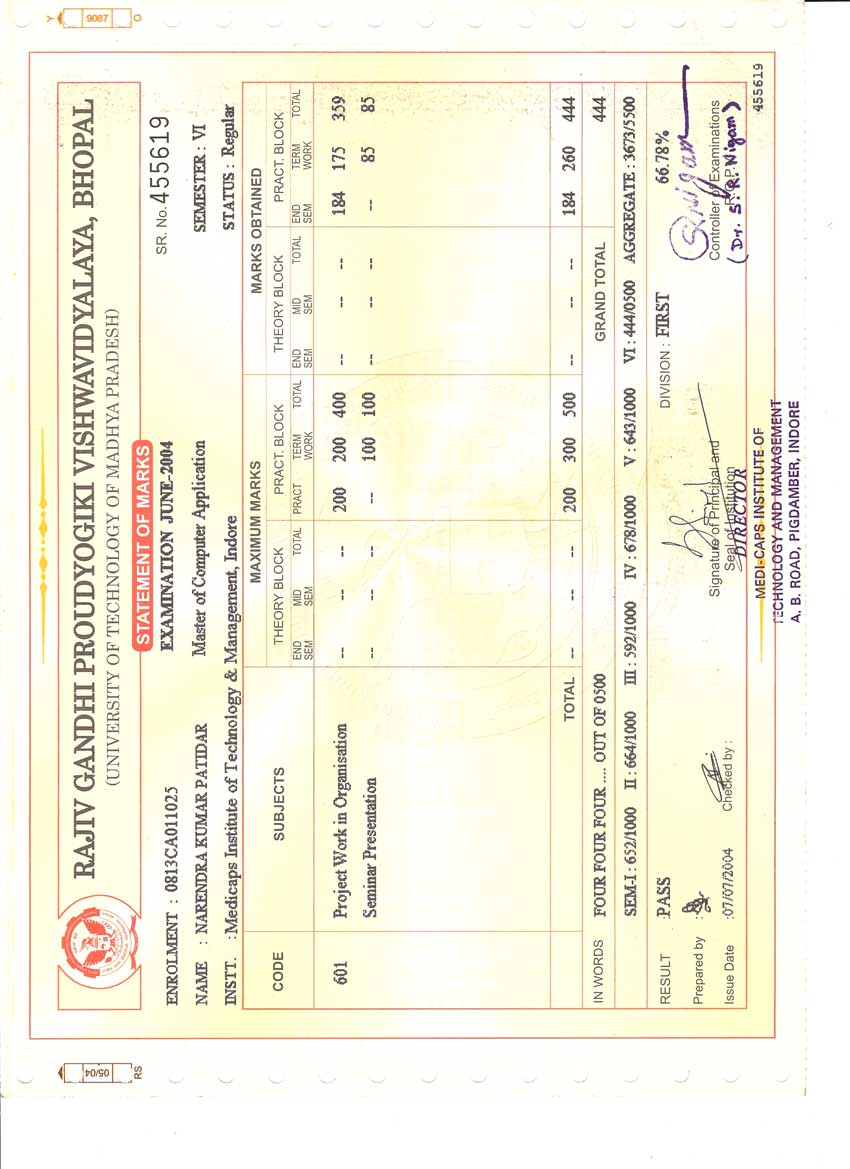 Y 9087 O
RAJIV GANDHI PROUDYOGIKI VISHWAVIDYALAYA, BHOPAL
(UNIVERSITY OF TECHNOLOGY OF MADHYA PRADESH)
STATEMENT OF MARKS
SR. No. 455619
ENROLMENT : 0813CA011025 EXAMINATION JUNE-2004
NAME : NARENDRA KUMAR PATIDAR Master of Computer Application SEMESTER : VI
INSTT. : Medicaps Institute of Technology & Management, Indore STATUS : Regular
CODE SUBJECTS MAXIMUM MARKS MARKS OBTAINED
THEORY BLOCK PRACT. BLOCK THEORY BLOCK PRACT. BLOCK
END SEM MID SEM TOTAL PRACT TERM WORK TOTAL END SEM MID SEM TOTAL END SEM TERM WORK TOTAL
601 Project Work in Organisation -- -- -- 200 200 400 -- -- -- 184 175 359
Seminar Presentation -- -- -- -- 100 100 -- -- -- -- 85 85
TOTAL -- -- -- 200 300 500 -- -- -- 184 260 444
IN WORDS FOUR FOUR FOUR .... OUT OF 0500 GRAND TOTAL 444
SEM-I : 652/1000 II : 664/1000 III : 592/1000 IV : 678/1000 V : 643/1000 VI : 444/0500 AGGREGATE : 3673/5500
RESULT :PASS DIVISION : FIRST 66.78%
Prepared by :
Checked by :
Signature of Principal and
Seal of Institution
DIRECTOR
SRNigam
Controller of Examinations
R.G.P.V.
(Dr. S. R. Nigam)
Issue Date :07/07/2004
MEDI-CAPS INSTITUTE OF
TECHNOLOGY AND MANAGEMENT
A. B. ROAD, PIGDAMBER, INDORE
455619
05/04 RS